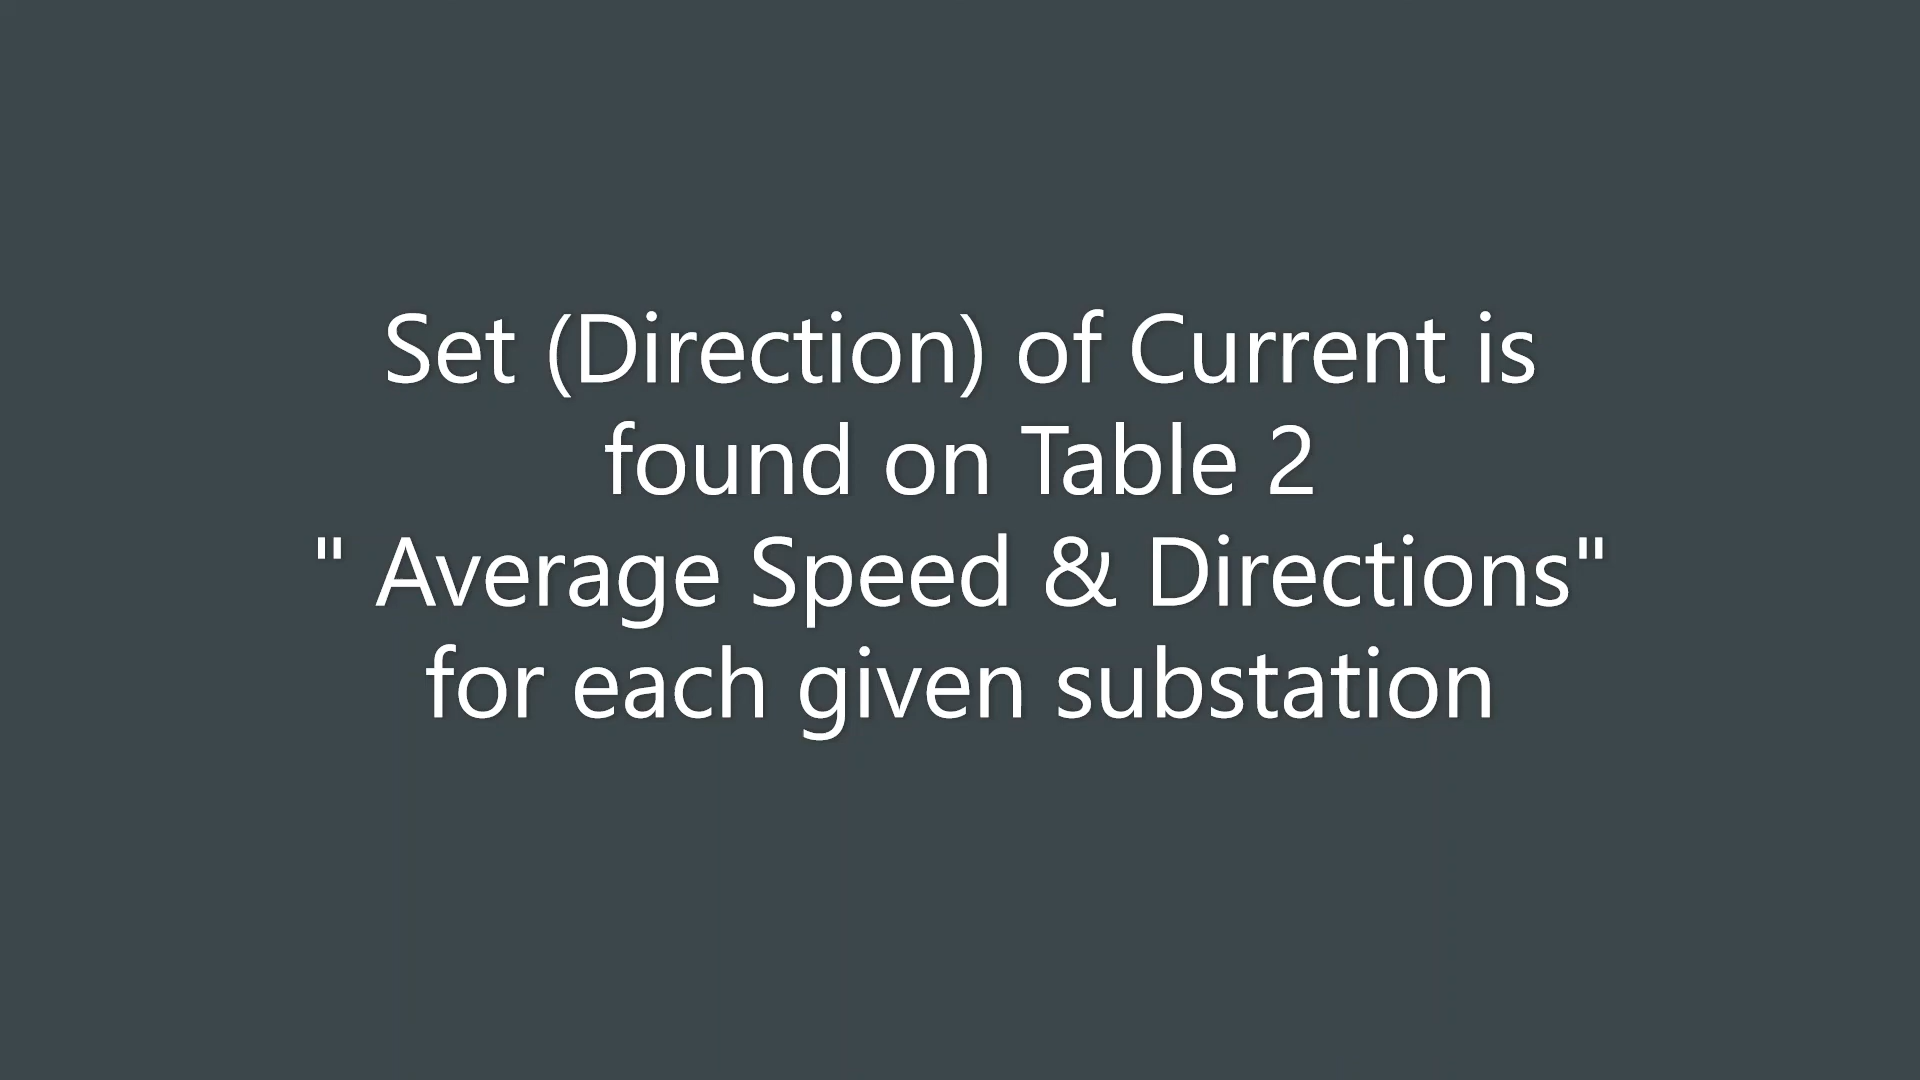 Set (Direction) of Current is
found on Table 2
" Average Speed & Directions"
for each given substation